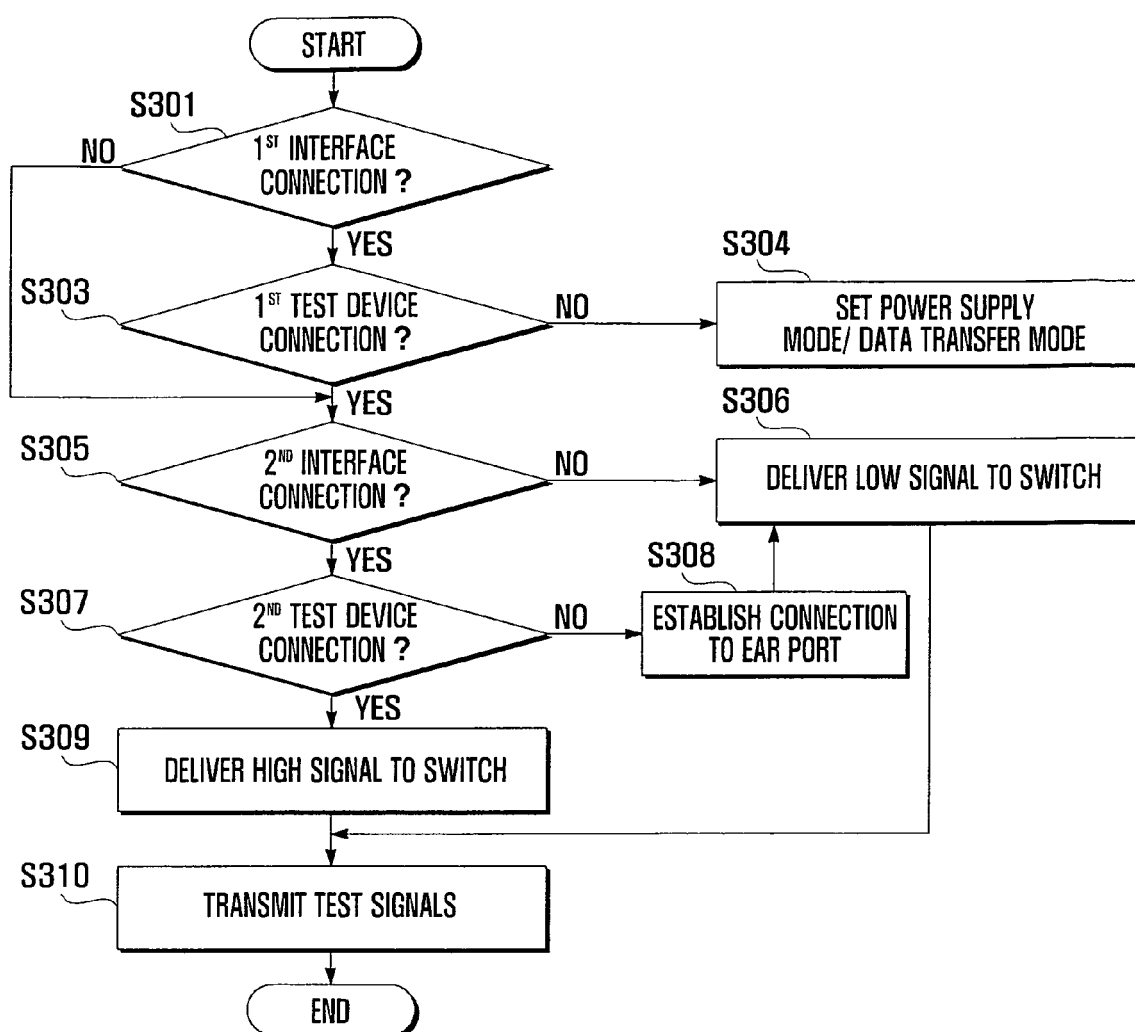 START
S301
NO
1ST INTERFACE
CONNECTION ?
YES
S303
1ST TEST DEVICE
CONNECTION ?
NO
S304
SET POWER SUPPLY
MODE/ DATA TRANSFER MODE
YES
S305
2ND INTERFACE
CONNECTION ?
NO
S306
DELIVER LOW SIGNAL TO SWITCH
YES
S307
2ND TEST DEVICE
CONNECTION ?
NO
S308
ESTABLISH CONNECTION
TO EAR PORT
YES
S309
DELIVER HIGH SIGNAL TO SWITCH
S310
TRANSMIT TEST SIGNALS
END